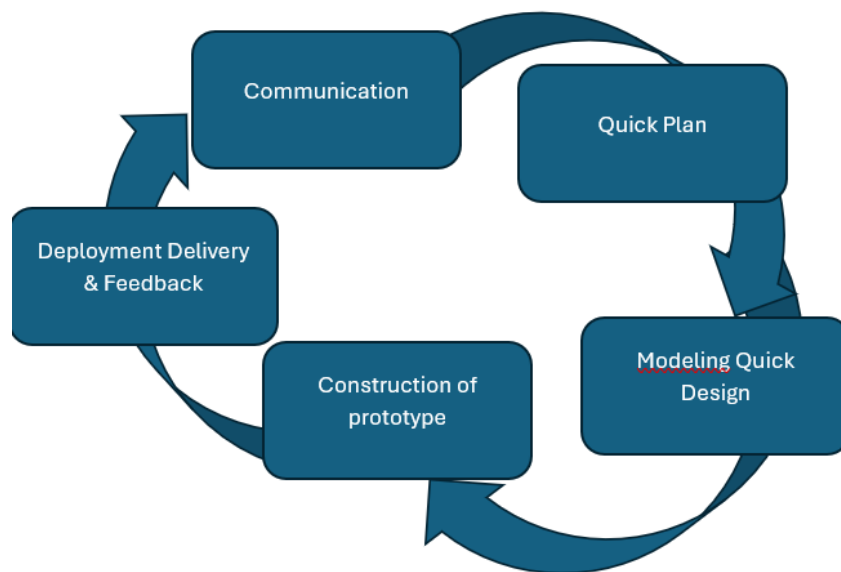 Communication
Quick Plan
Deployment Delivery
& Feedback
Modeling Quick
Design
Construction of
prototype